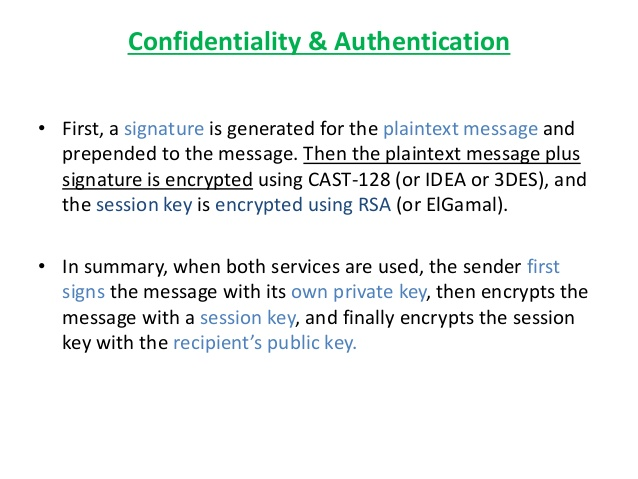 Confidentiality & Authentication
• First, a signature is generated for the plaintext message and
prepended to the message. Then the plaintext message plus
signature is encrypted using CAST-128 (or IDEA or 3DES), and
the session key is encrypted using RSA (or ElGamal).
• In summary, when both services are used, the sender first
signs the message with its own private key, then encrypts the
message with a session key, and finally encrypts the session
key with the recipient’s public key.